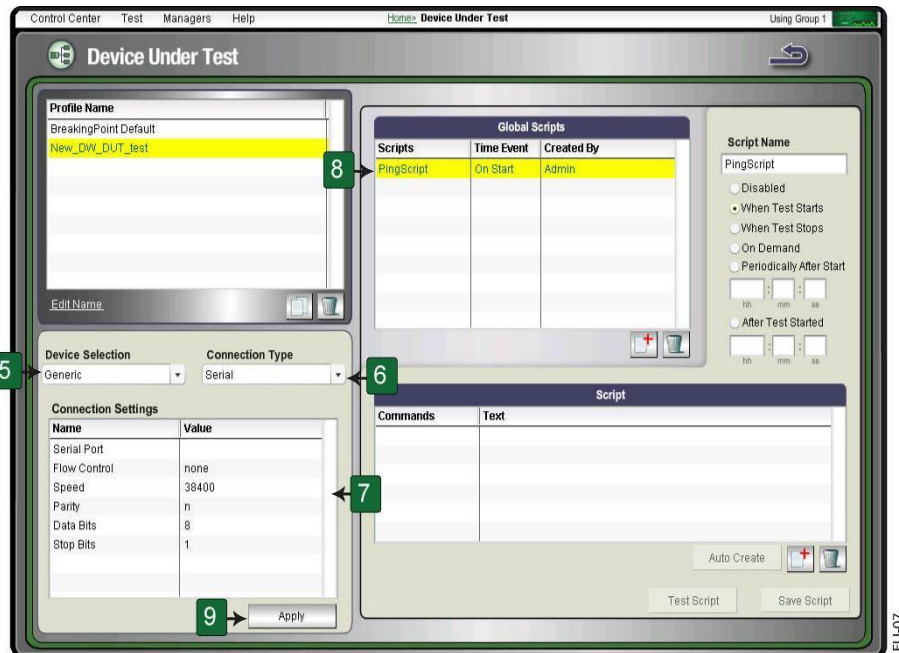 Control Center Test Managers Help Home> Device Under Test Using Group 1
Device Under Test
Profile Name
BreakingPoint Default
New_DW_DUT_test
Edit Name
5
Device Selection
Connection Type
Generic
Serial
6
Connection Settings
Name Value
Serial Port
Flow Control none
Speed 38400
Parity n
Data Bits 8
Stop Bits 1
7
9
Apply
8
Global Scripts
Scripts Time Event Created By
PingScript On Start Admin
Script Name
PingScript
Disabled
When Test Starts
When Test Stops
On Demand
Periodically After Start
: :
hh mm ss
After Test Started
: :
hh mm ss
Script
Commands Text
Auto Create
Test Script
Save Script